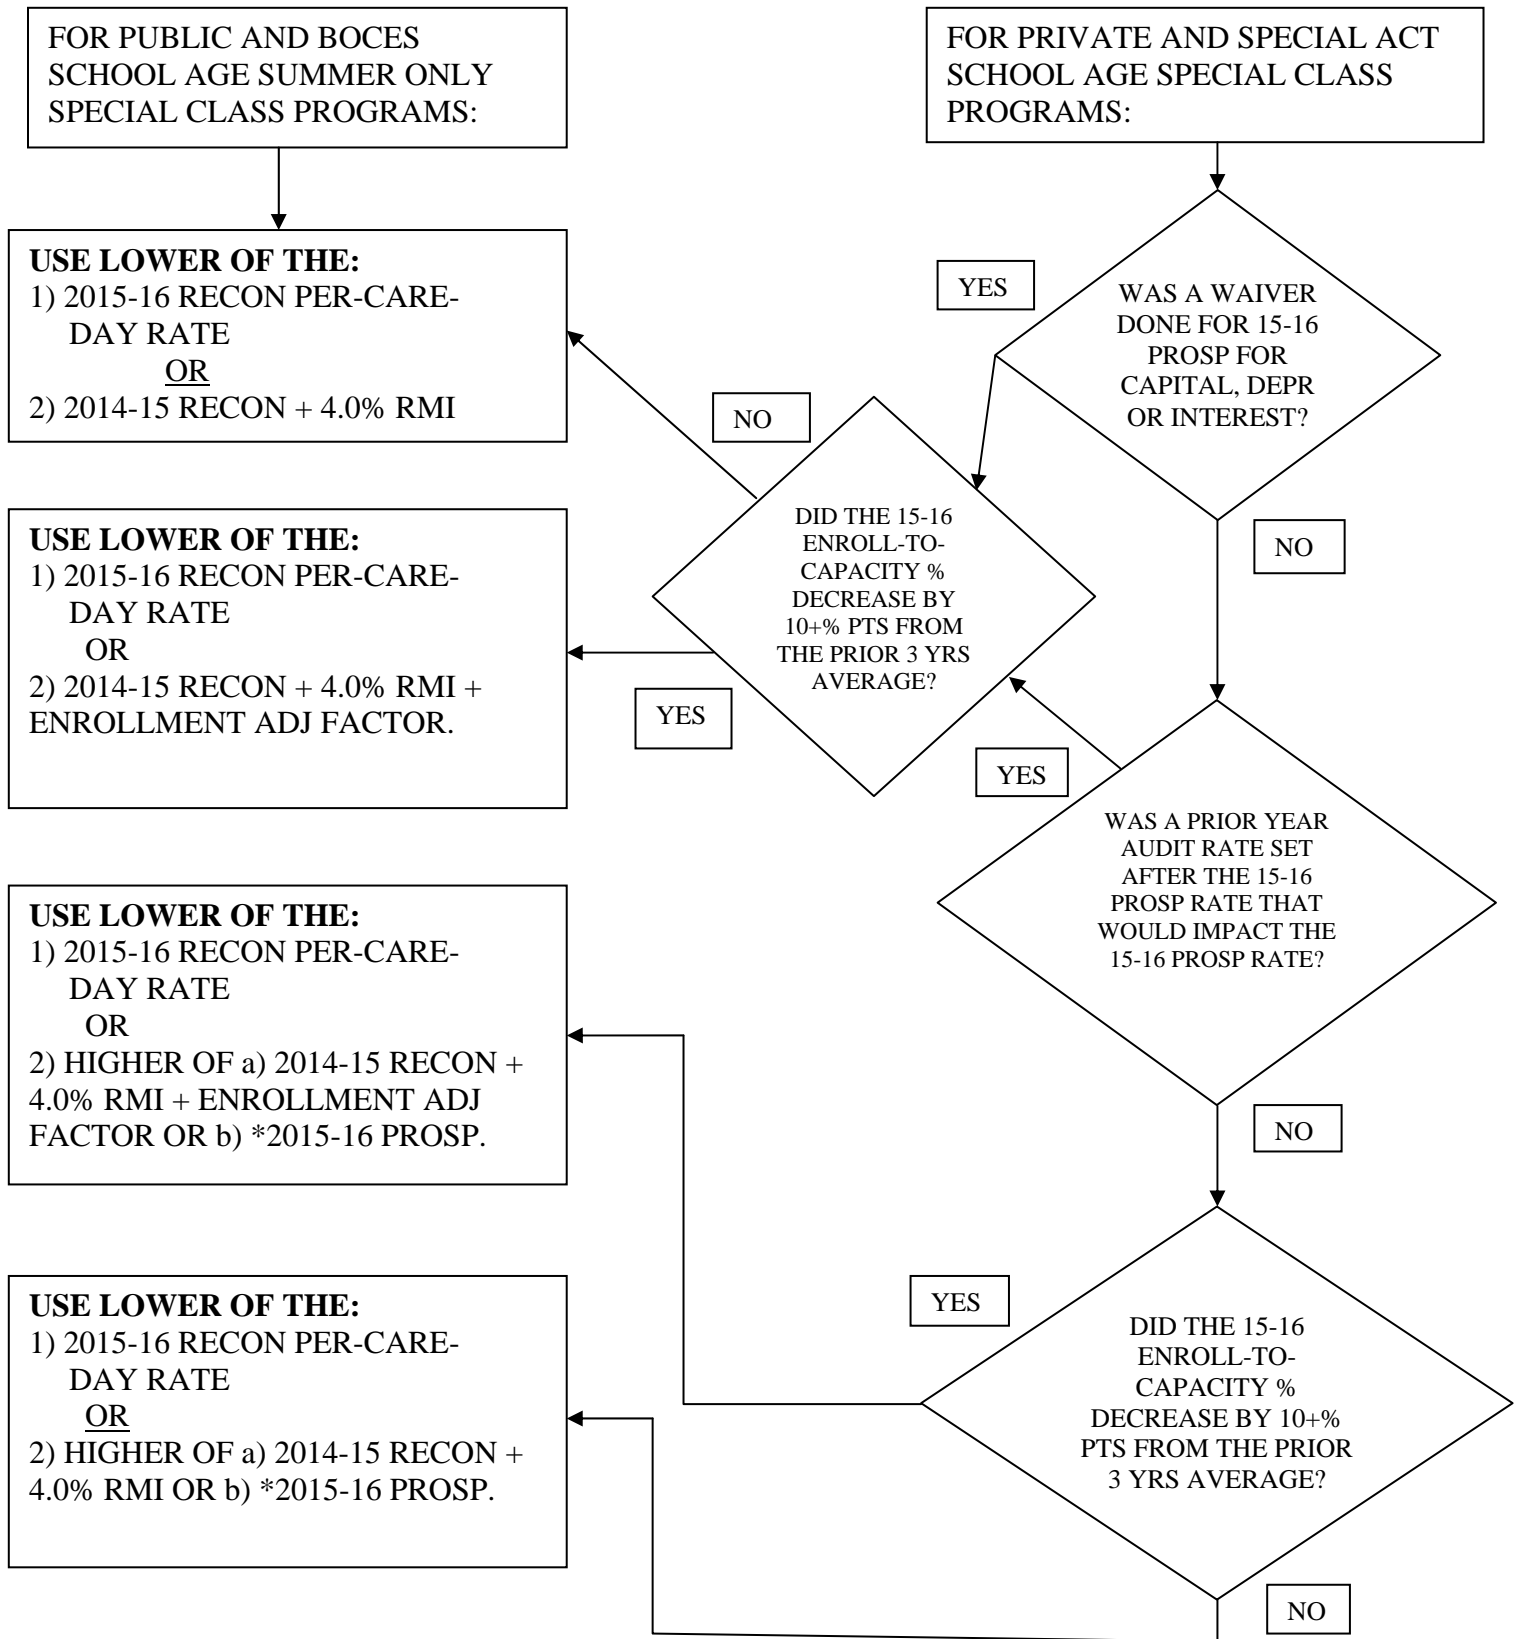 FOR PUBLIC AND BOCES
SCHOOL AGE SUMMER ONLY
SPECIAL CLASS PROGRAMS:
FOR PRIVATE AND SPECIAL ACT
SCHOOL AGE SPECIAL CLASS
PROGRAMS:
USE LOWER OF THE:
1) 2015-16 RECON PER-CARE-
DAY RATE
OR
2) 2014-15 RECON + 4.0% RMI
YES
WAS A WAIVER
DONE FOR 15-16
PROSP FOR
CAPITAL, DEPR
OR INTEREST?
NO
DID THE 15-16
ENROLL-TO-
CAPACITY %
DECREASE BY
10+% PTS FROM
THE PRIOR 3 YRS
AVERAGE?
NO
USE LOWER OF THE:
1) 2015-16 RECON PER-CARE-
DAY RATE
OR
2) 2014-15 RECON + 4.0% RMI +
ENROLLMENT ADJ FACTOR.
YES
YES
WAS A PRIOR YEAR
AUDIT RATE SET
AFTER THE 15-16
PROSP RATE THAT
WOULD IMPACT THE
15-16 PROSP RATE?
USE LOWER OF THE:
1) 2015-16 RECON PER-CARE-
DAY RATE
OR
2) HIGHER OF a) 2014-15 RECON +
4.0% RMI + ENROLLMENT ADJ
FACTOR OR b) *2015-16 PROSP.
NO
YES
DID THE 15-16
ENROLL-TO-
CAPACITY %
DECREASE BY 10+%
PTS FROM THE PRIOR
3 YRS AVERAGE?
USE LOWER OF THE:
1) 2015-16 RECON PER-CARE-
DAY RATE
OR
2) HIGHER OF a) 2014-15 RECON +
4.0% RMI OR b) *2015-16 PROSP.
NO